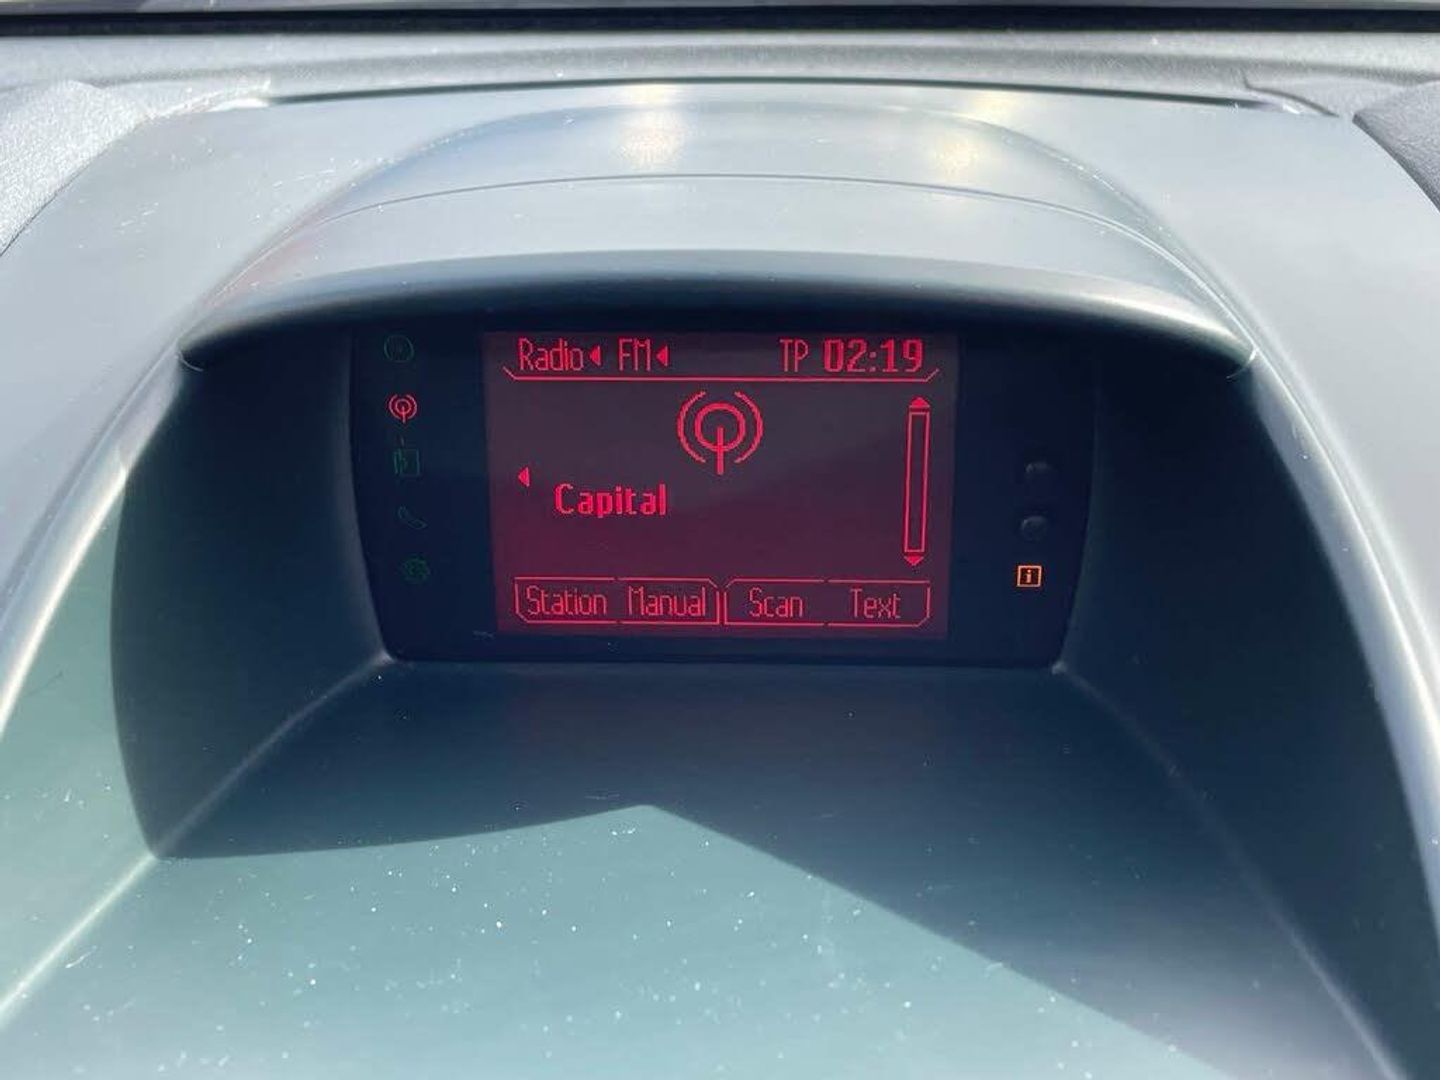 Radio FM TP 02:19
Capital
Station Manual Scan Text